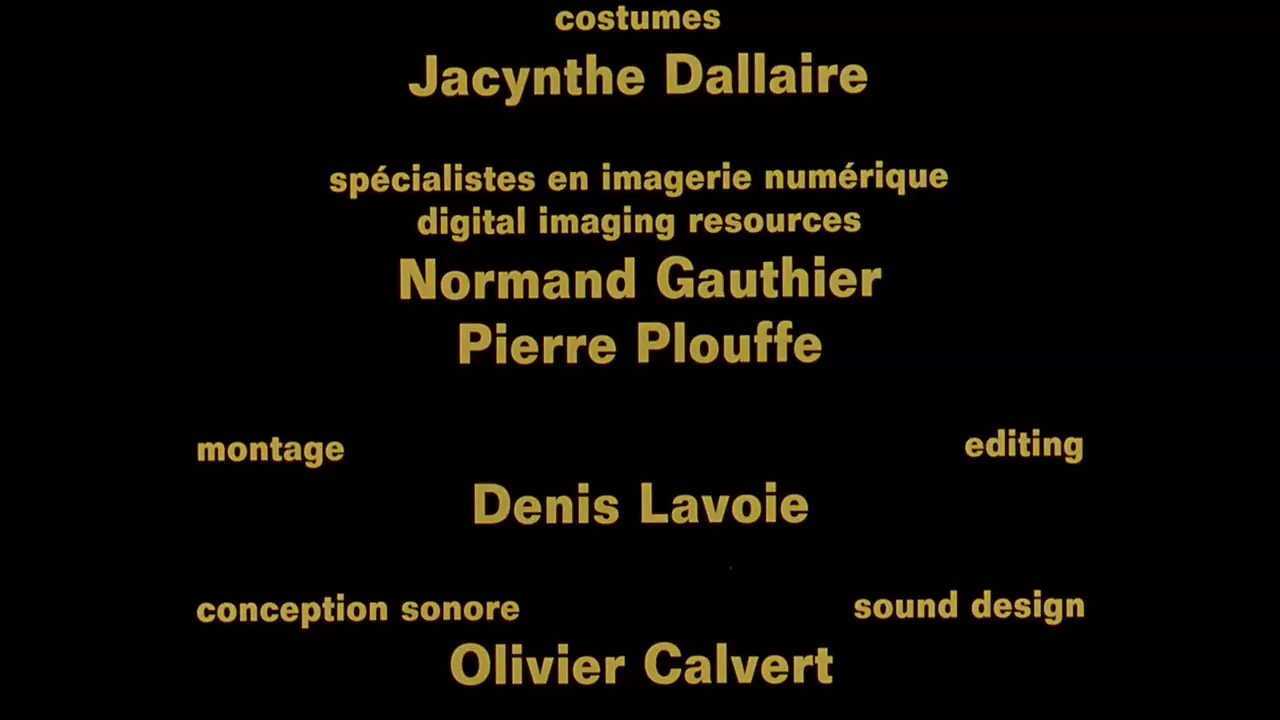 costumes
Jacynthe Dallaire
spécialistes en imagerie numérique
digital imaging resources
Normand Gauthier
Pierre Plouffe
montage editing
Denis Lavoie
conception sonore sound design
Olivier Calvert